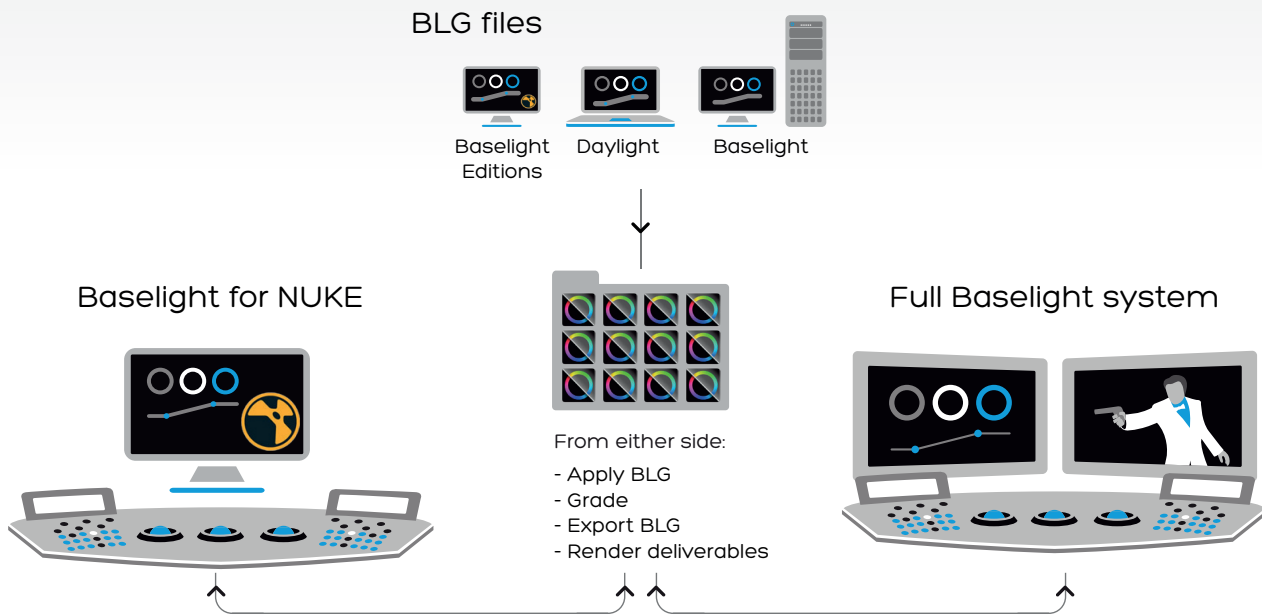 BLG files
Baselight
Editions
Daylight
Baselight
Baselight for NUKE
Full Baselight system
From either side:
- Apply BLG
- Grade
- Export BLG
- Render deliverables